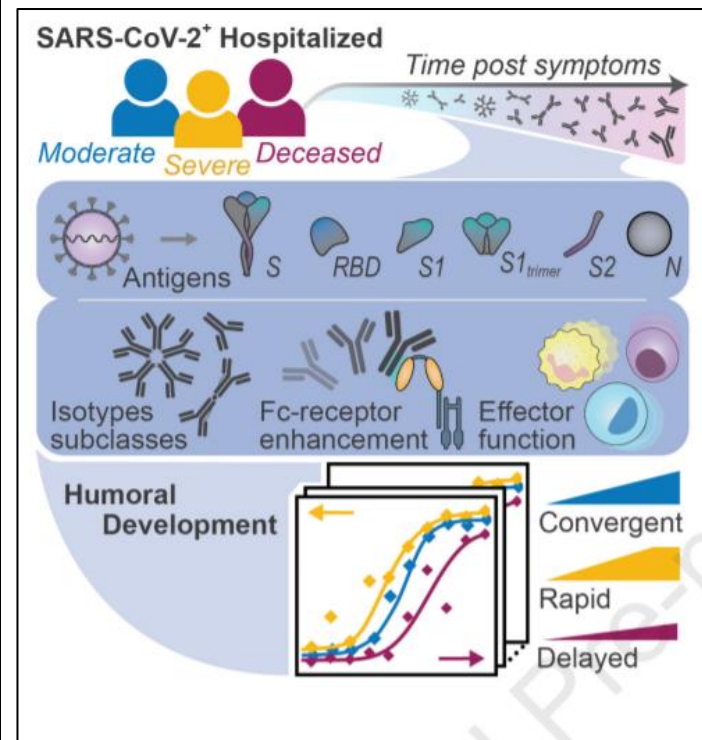 SARS-CoV-2⁺ Hospitalized
Time post symptoms
Moderate
Severe
Deceased
Antigens
S
RBD
S1
S1trimer
S2
N
Isotypes
subclasses
Fc-receptor
enhancement
Effector
function
Humoral
Development
Convergent
Rapid
Delayed